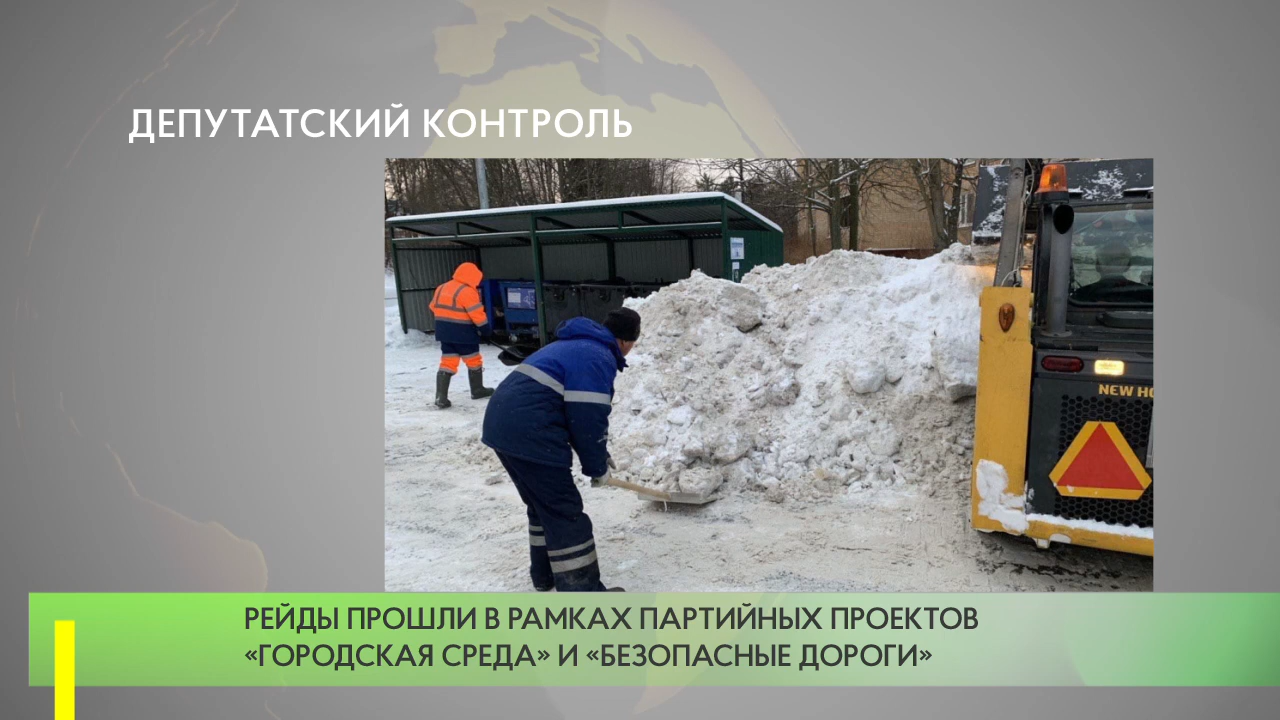 ДЕПУТАТСКИЙ КОНТРОЛЬ
NEW HO
РЕЙДЫ ПРОШЛИ В РАМКАХ ПАРТИЙНЫХ ПРОЕКТОВ
«ГОРОДСКАЯ СРЕДА» И «БЕЗОПАСНЫЕ ДОРОГИ»